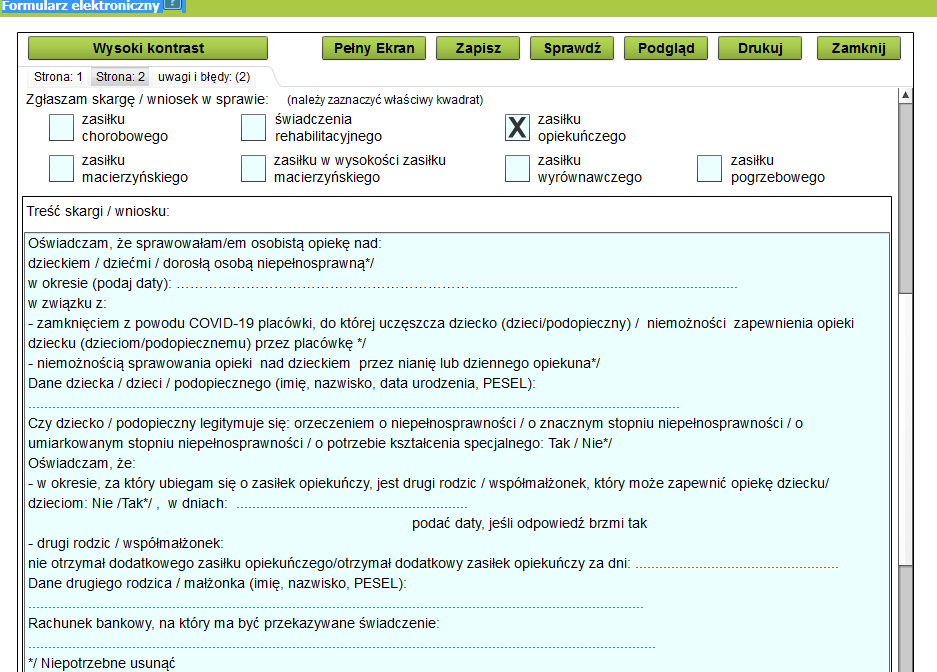 Formularz elektroniczny ?
Wysoki kontrast Pełny Ekran Zapisz Sprawdź Podgląd Drukuj Zamknij
Strona: 1 Strona: 2 uwagi i błędy: (2)
Zgłaszam skargę / wniosek w sprawie: (należy zaznaczyć właściwy kwadrat)
zasiłku
chorobowego
świadczenia
rehabilitacyjnego
X zasiłku
opiekuńczego
zasiłku
macierzyńskiego
zasiłku w wysokości zasiłku
macierzyńskiego
zasiłku
wyrównawczego
zasiłku
pogrzebowego
Treść skargi / wniosku:
Oświadczam, że sprawowałam/em osobistą opiekę nad:
dzieckiem / dziećmi / dorosłą osobą niepełnosprawną*/
w okresie (podaj daty): ........................................................................................................................
w związku z:
- zamknięciem z powodu COVID-19 placówki, do której uczęszcza dziecko (dzieci/podopieczny) / niemożności zapewnienia opieki
dziecku (dzieciom/podopiecznemu) przez placówkę */
- niemożnością sprawowania opieki nad dzieckiem przez nianię lub dziennego opiekuna*/
Dane dziecka / dzieci / podopiecznego (imię, nazwisko, data urodzenia, PESEL):
........................................................................................................................
Czy dziecko / podopieczny legitymuje się: orzeczeniem o niepełnosprawności / o znacznym stopniu niepełnosprawności / o
umiarkowanym stopniu niepełnosprawności / o potrzebie kształcenia specjalnego: Tak / Nie*/
Oświadczam, że:
- w okresie, za który ubiegam się o zasiłek opiekuńczy, jest drugi rodzic / współmałżonek, który może zapewnić opiekę dziecku/
dzieciom: Nie /Tak*/ , w dniach: ..................................................
podać daty, jeśli odpowiedź brzmi tak
- drugi rodzic / współmałżonek:
nie otrzymał dodatkowego zasiłku opiekuńczego/otrzymał dodatkowy zasiłek opiekuńczy za dni: ..................................................
Dane drugiego rodzica / małżonka (imię, nazwisko, PESEL):
........................................................................................................................
Rachunek bankowy, na który ma być przekazywane świadczenie:
........................................................................................................................
*/ Niepotrzebne usunąć